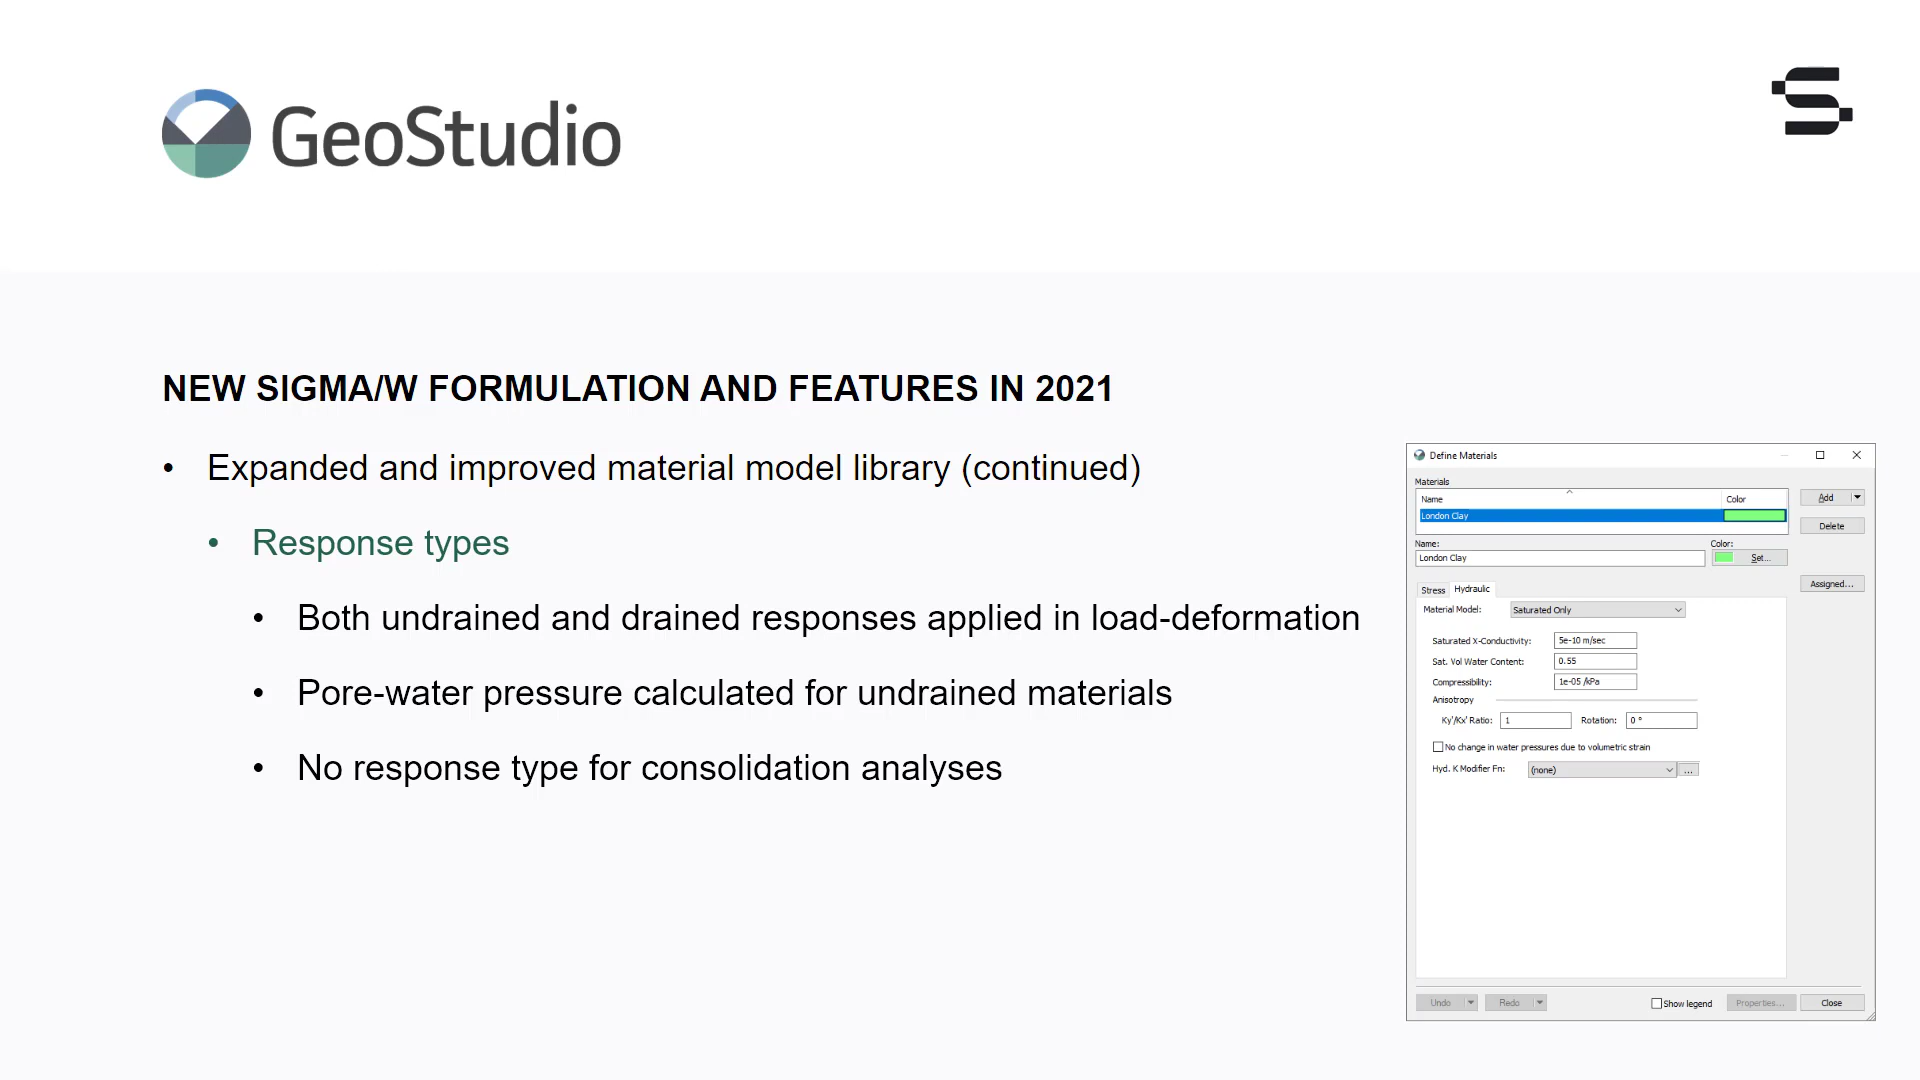 GeoStudio
NEW SIGMA/W FORMULATION AND FEATURES IN 2021
• Expanded and improved material model library (continued)
• Response types
• Both undrained and drained responses applied in load-deformation
• Pore-water pressure calculated for undrained materials
• No response type for consolidation analyses
Define Materials
Materials
Name Color
London Clay
Add
Delete
Name: Color:
London Clay Set...
Assigned...
Stress Hydraulic
Material Model: Saturated Only
Saturated X-Conductivity: 5e-10 m/sec
Sat. Vol Water Content: 0.55
Compressibility: 1e-05 /kPa
Anisotropy
Ky'/Kx' Ratio: 1 Rotation: 0 °
No change in water pressures due to volumetric strain
Hyd. K Modifier Fn: (none) ...
Undo Redo Show legend Properties... Close